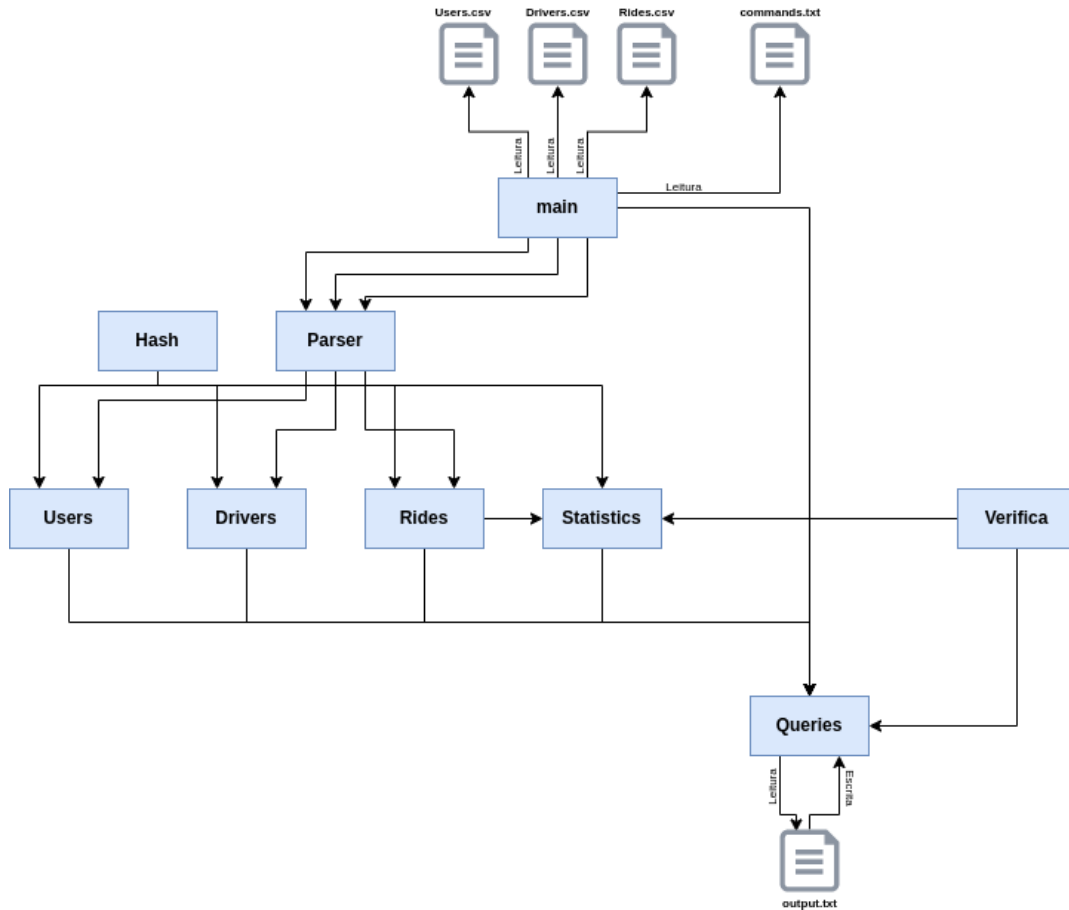 Users.csv
Drivers.csv
Rides.csv
commands.txt
Leitura
Leitura
Leitura
Leitura
main
Hash
Parser
Users
Drivers
Rides
Statistics
Verifica
Queries
Leitura
Escrita
output.txt